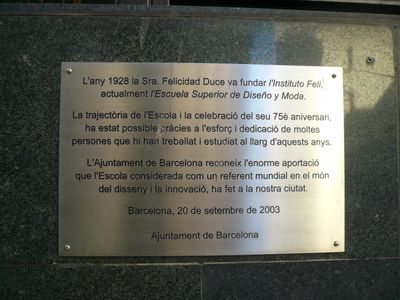 L'any 1928 la Sra. Felicidad Duce va fundar l'Instituto Feli,
actualment l'Escuela Superior de Diseño y Moda.
La trajectòria de l'Escola i la celebració del seu 75è aniversari,
ha estat possible gràcies a l'esforç i dedicació de moltes
persones que hi han treballat i estudiat al llarg d'aquests anys.
L'Ajuntament de Barcelona reconeix l'enorme aportació
que l'Escola considerada com un referent mundial en el món
del disseny i la innovació, ha fet a la nostra ciutat.
Barcelona, 20 de setembre de 2003
Ajuntament de Barcelona